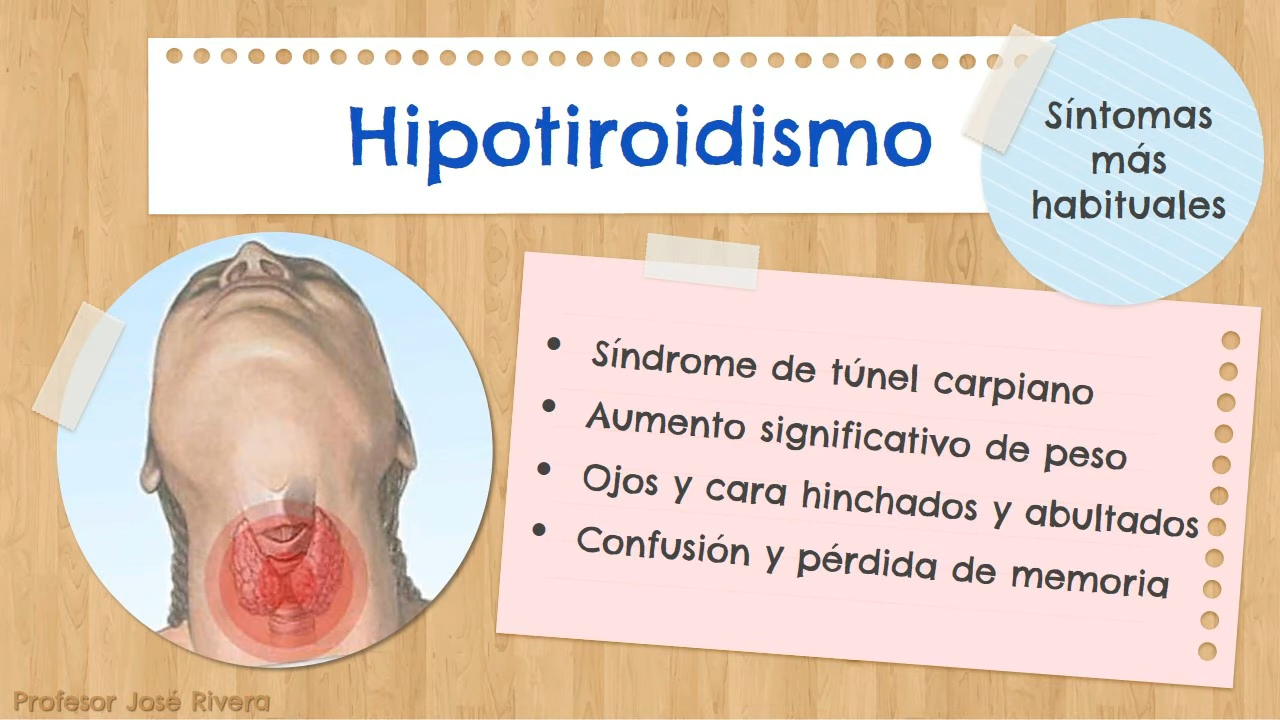 Hipotiroidismo
Síntomas
más
habituales
• Síndrome de túnel carpiano
• Aumento significativo de peso
• Ojos y cara hinchados y abultados
• Confusión y pérdida de memoria
Profesor José Rivera